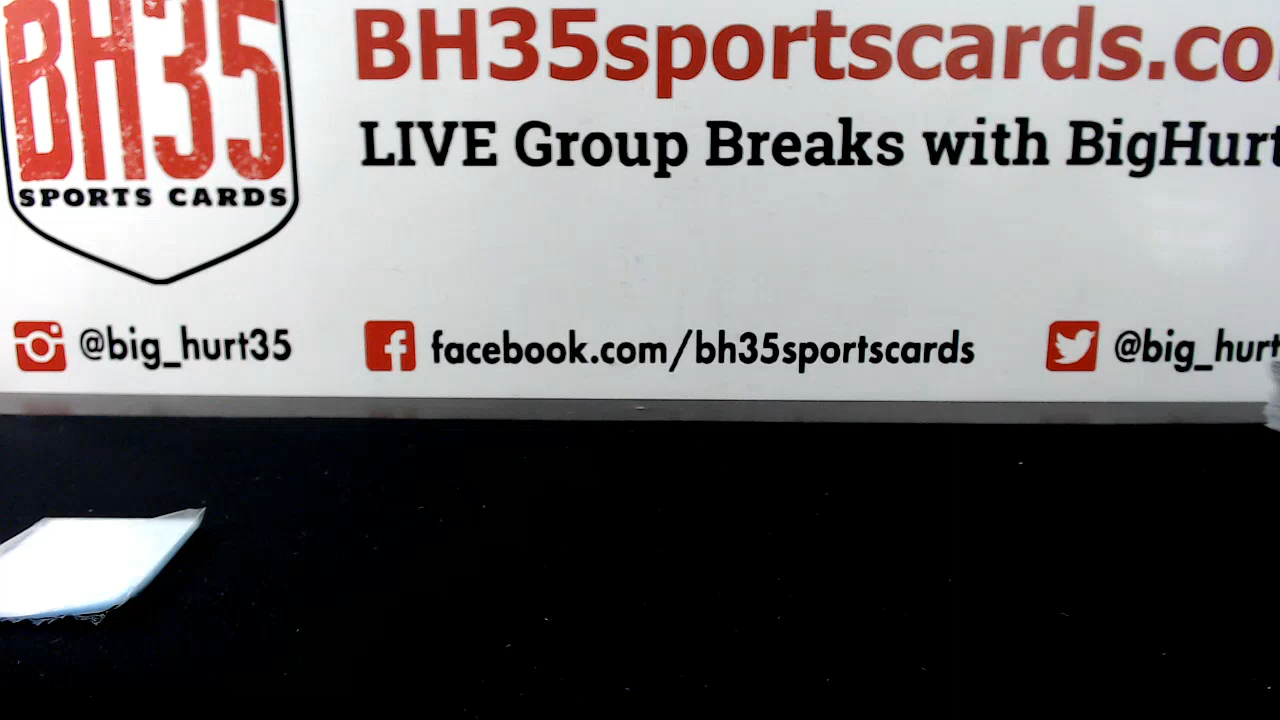 BH35
SPORTS CARDS
BH35sportscards.co
LIVE Group Breaks with BigHurt
@big_hurt35
facebook.com/bh35sportscards
@big_hurt